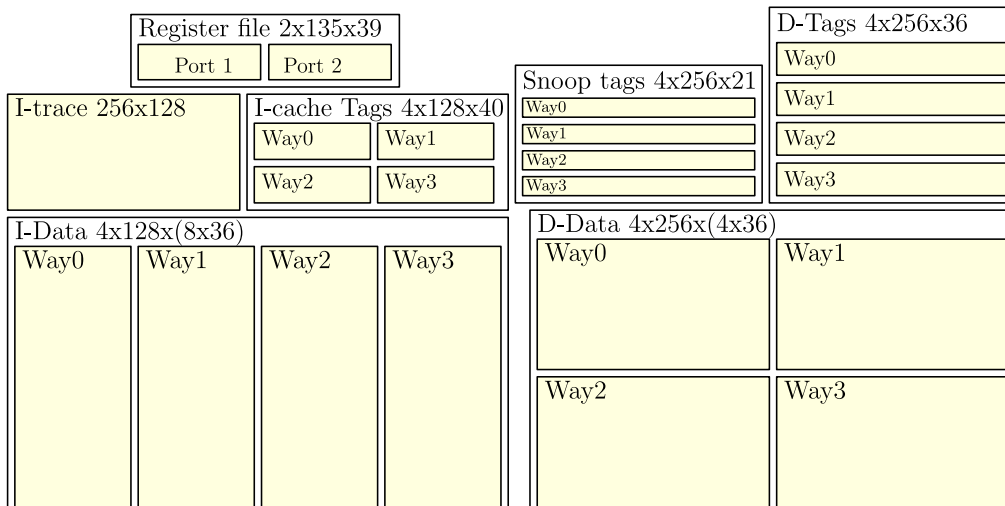 Register file 2x135x39
Port 1
Port 2
I-trace 256x128
I-cache Tags 4x128x40
Way0
Way1
Way2
Way3
Snoop tags 4x256x21
Way0
Way1
Way2
Way3
D-Tags 4x256x36
Way0
Way1
Way2
Way3
I-Data 4x128x(8x36)
Way0
Way1
Way2
Way3
D-Data 4x256x(4x36)
Way0
Way1
Way2
Way3